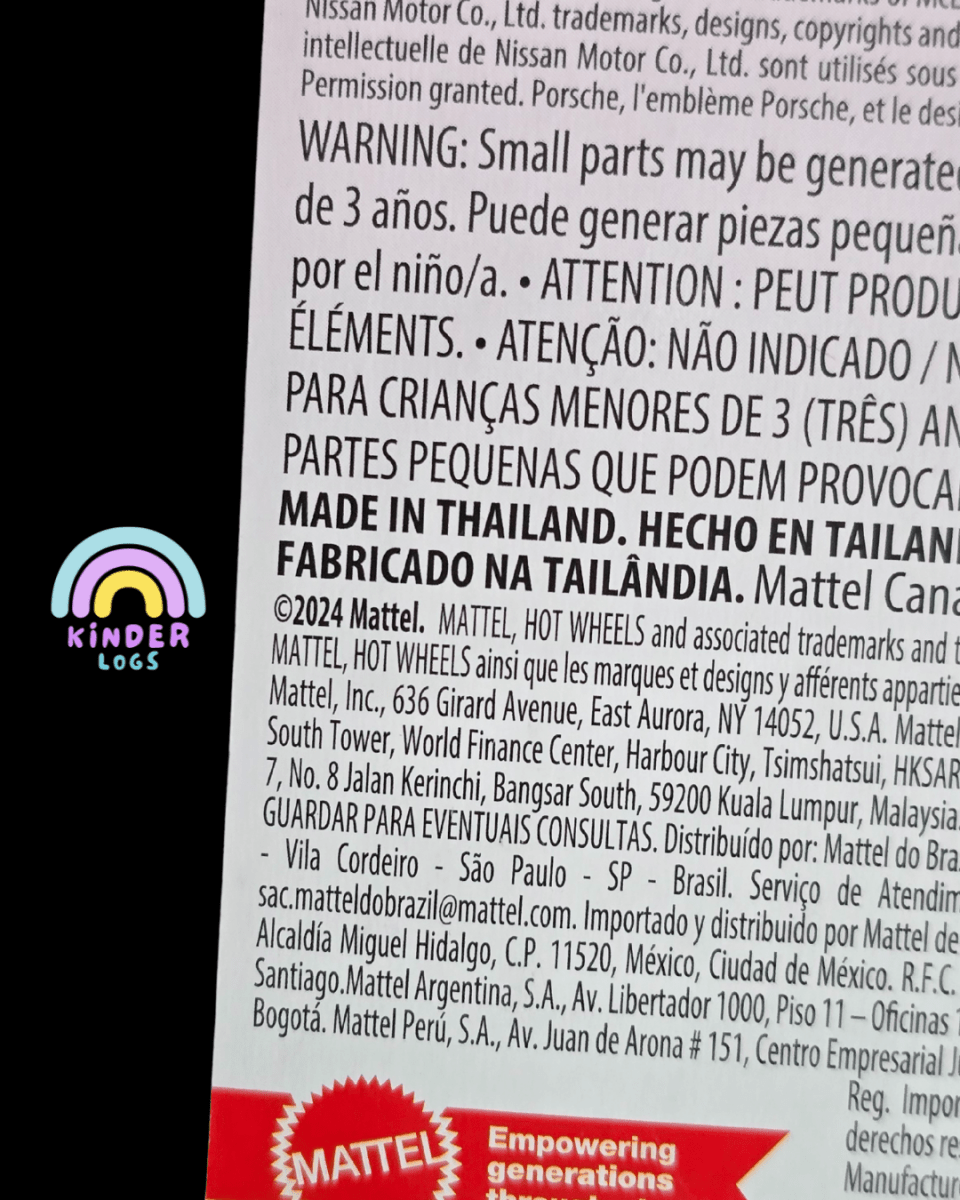 Nissan Motor Co., Ltd. trademarks, designs, copyrights and
intellectuelle de Nissan Motor Co., Ltd. sont utilisés sous
Permission granted. Porsche, l'emblème Porsche, et le
WARNING: Small parts may be
de 3 años. Puede generar piezas
por el niño/a. • ATTENTION : PEUT
ÉLÉMENTS. • ATENÇÃO: NÃO INDICADO /
PARA CRIANÇAS MENORES DE 3 (TRÊS)
PARTES PEQUENAS QUE PODEM
MADE IN THAILAND. HECHO EN
FABRICADO NA TAILÂNDIA. Mattel
©2024 Mattel. MATTEL, HOT WHEELS and associated trademarks and
MATTEL, HOT WHEELS ainsi que les marques et designs y afférents
Mattel, Inc., 636 Girard Avenue, East Aurora, NY 14052, U.S.A. Mattel
South Tower, World Finance Center, Harbour City, Tsimshatsui, HKSAR
7, No. 8 Jalan Kerinchi, Bangsar South, 59200 Kuala Lumpur, Malaysia.
GUARDAR PARA EVENTUAIS CONSULTAS. Distribuído por: Mattel do
- Vila Cordeiro - São Paulo - SP - Brasil. Serviço de
sac.matteldobrazil@mattel.com. Importado y distribuido por Mattel de
Alcaldía Miguel Hidalgo, C.P. 11520, México, Ciudad de México. R.F.C.
Santiago.Mattel Argentina, S.A., Av. Libertador 1000, Piso 11 – Oficinas
Bogotá. Mattel Perú, S.A., Av. Juan de Arona # 151, Centro Empresarial
Reg.
derechos
KiNDER
LOGS
MATTEL
Empowering
generations